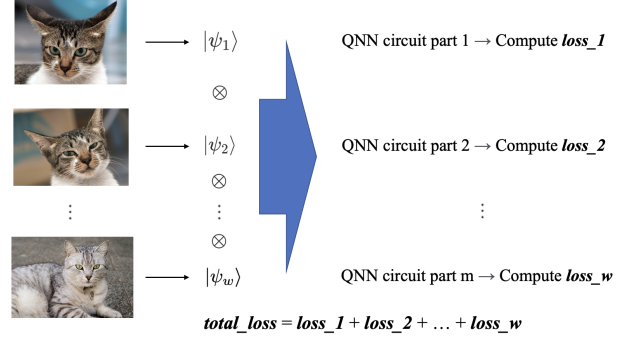 |ψ₁⟩ QNN circuit part 1 → Compute loss_1
⊗
|ψ₂⟩ QNN circuit part 2 → Compute loss_2
⊗
⋮ ⋮ ⋮
⊗
|ψ_w⟩ QNN circuit part m → Compute loss_w
total_loss = loss_1 + loss_2 + … + loss_w